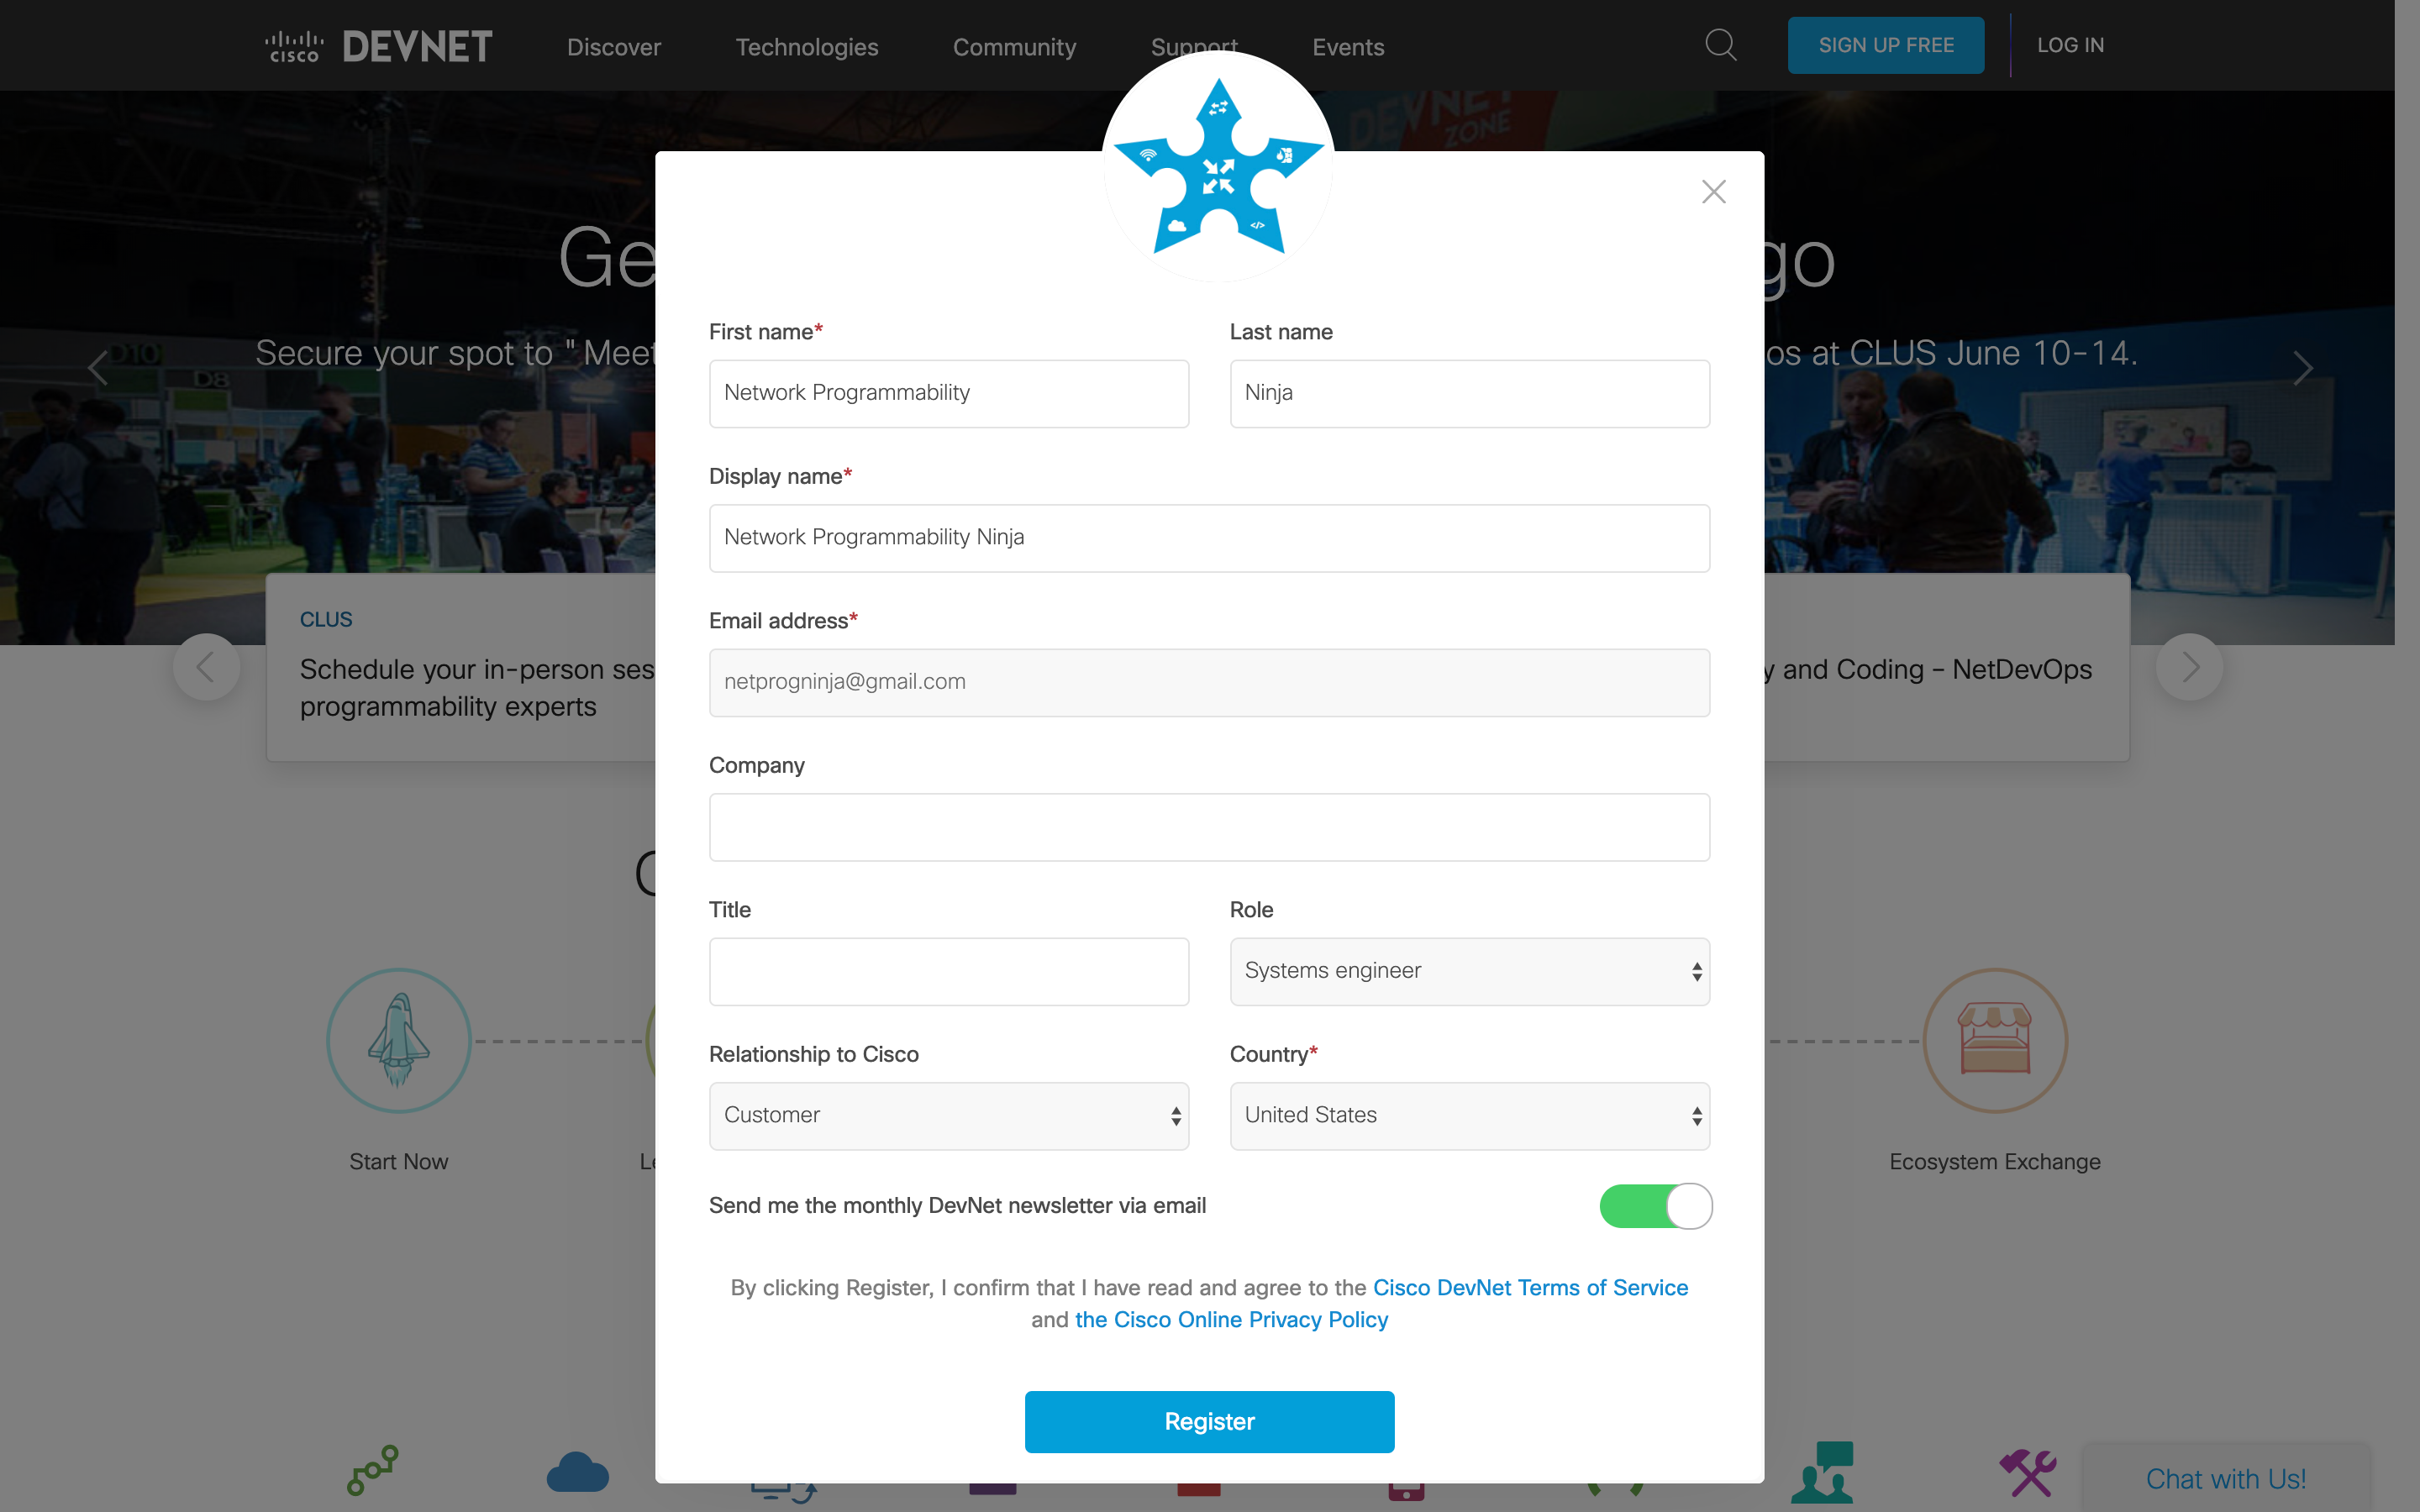 cisco DEVNET
Discover
Technologies
Community
Support
Events
SIGN UP FREE
LOG IN
DEVNET
ZONE
D10
D8
Secure your spot to "Meet
at CLUS June 10-14.
First name*
Last name
Network Programmability
Ninja
Display name*
Network Programmability Ninja
Email address*
netprogninja@gmail.com
CLUS
Schedule your in-person
programmability experts
and Coding – NetDevOps
Company
Title
Role
Systems engineer
Relationship to Cisco
Country*
Customer
United States
Start Now
Ecosystem Exchange
Send me the monthly DevNet newsletter via email
By clicking Register, I confirm that I have read and agree to the Cisco DevNet Terms of Service
and the Cisco Online Privacy Policy
Register
Chat with Us!